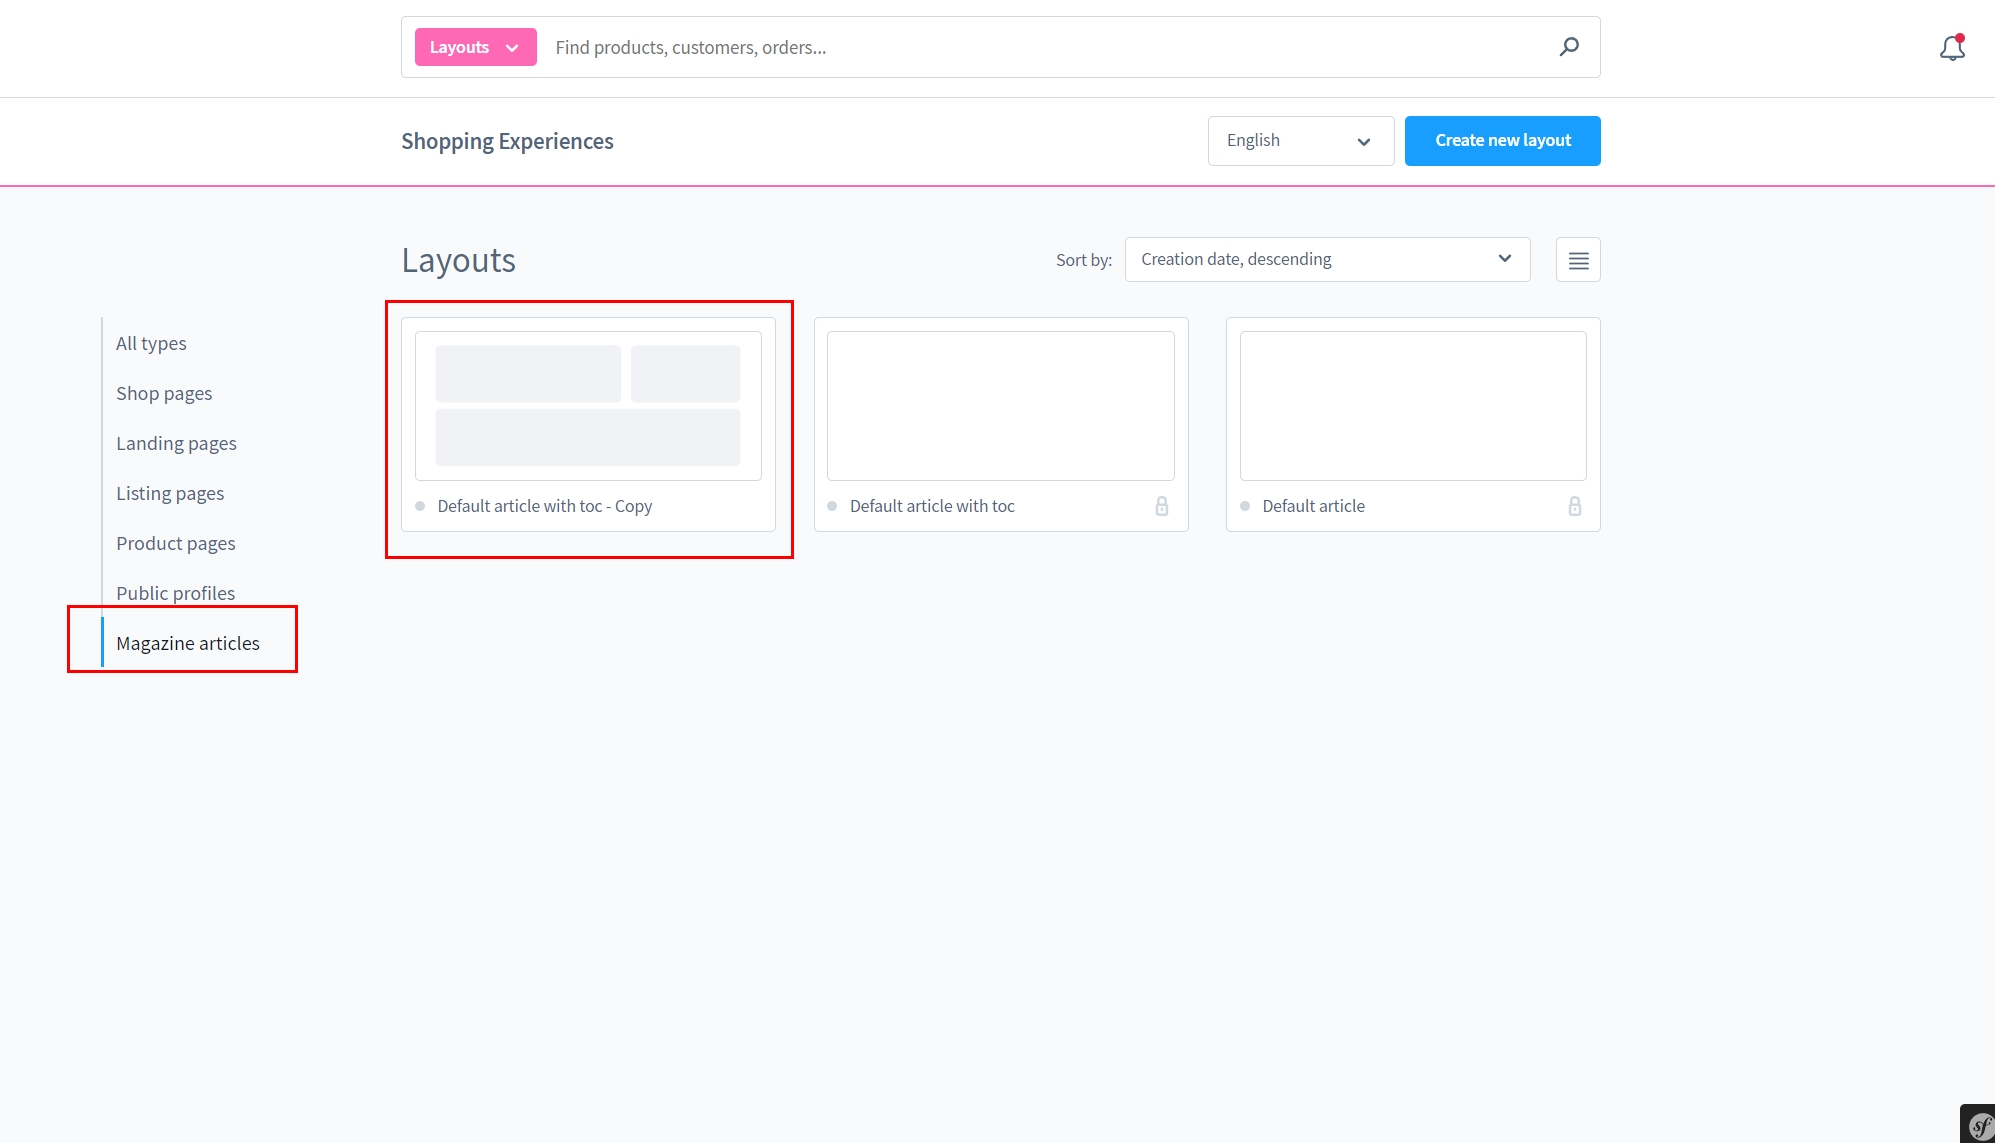 Layouts
Find products, customers, orders...
Shopping Experiences
English
Create new layout
Layouts
Sort by:
Creation date, descending
All types
Shop pages
Landing pages
Listing pages
Product pages
Public profiles
Magazine articles
Default article with toc - Copy
Default article with toc
Default article
sf